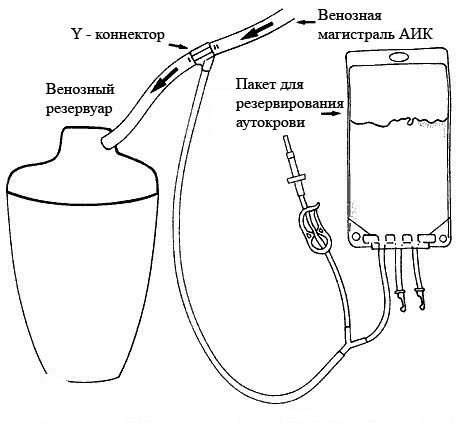 Венозная
магистраль АИК
Y - коннектор
Венозный
резервуар
Пакет для
резервирования
аутокрови